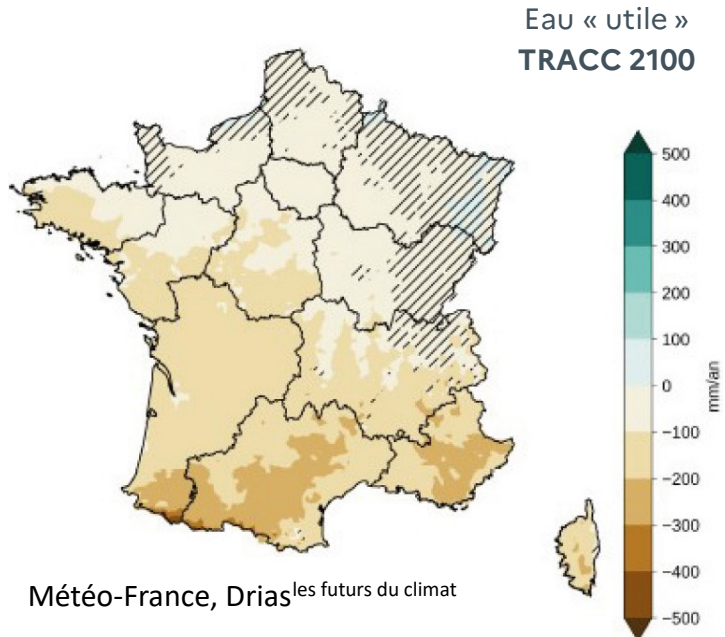 Eau « utile »
TRACC 2100
500
400
300
200
100
0
−100
−200
−300
−400
−500
mm/an
Météo-France, Drias les futurs du climat